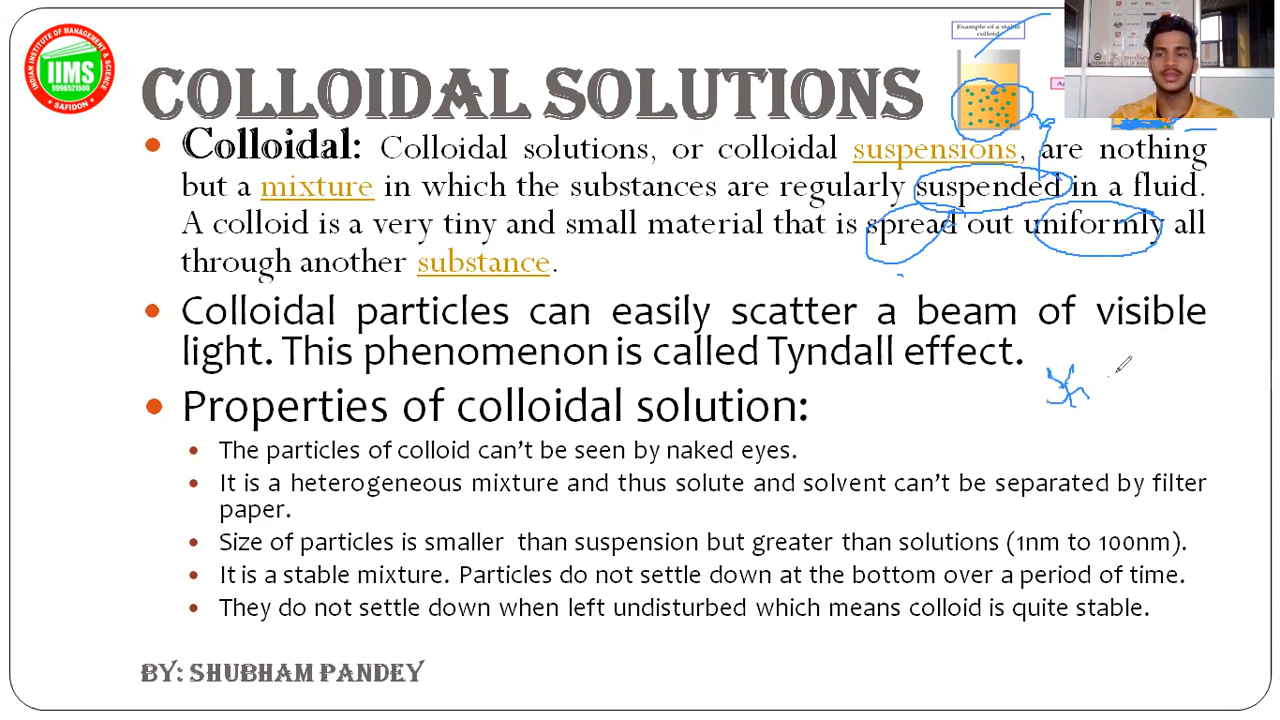 INDIAN INSTITUTE OF MANAGEMENT & SCIENCE
IIMS
9996521500
SAFIDON
Example of a stable
colloid
COLLOIDAL SOLUTIONS
• Colloidal: Colloidal solutions, or colloidal suspensions, are nothing
but a mixture in which the substances are regularly suspended in a fluid.
A colloid is a very tiny and small material that is spread out uniformly all
through another substance.
• Colloidal particles can easily scatter a beam of visible
light. This phenomenon is called Tyndall effect.
• Properties of colloidal solution:
• The particles of colloid can't be seen by naked eyes.
• It is a heterogeneous mixture and thus solute and solvent can't be separated by filter
paper.
• Size of particles is smaller than suspension but greater than solutions (1nm to 100nm).
• It is a stable mixture. Particles do not settle down at the bottom over a period of time.
• They do not settle down when left undisturbed which means colloid is quite stable.
BY: SHUBHAM PANDEY